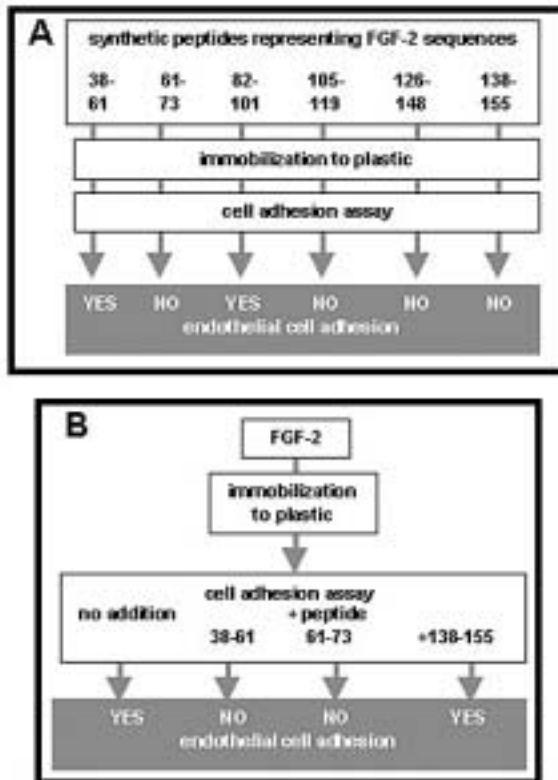 A
synthetic peptides representing FGF-2 sequences
38- 61- 82- 105- 126- 138-
61 73 101 119 148 155
immobilization to plastic
cell adhesion assay
YES NO YES NO NO NO
endothelial cell adhesion
B
FGF-2
immobilization
to plastic
cell adhesion assay
no addition + peptide
38-61 61-73 +138-155
YES NO NO YES
endothelial cell adhesion